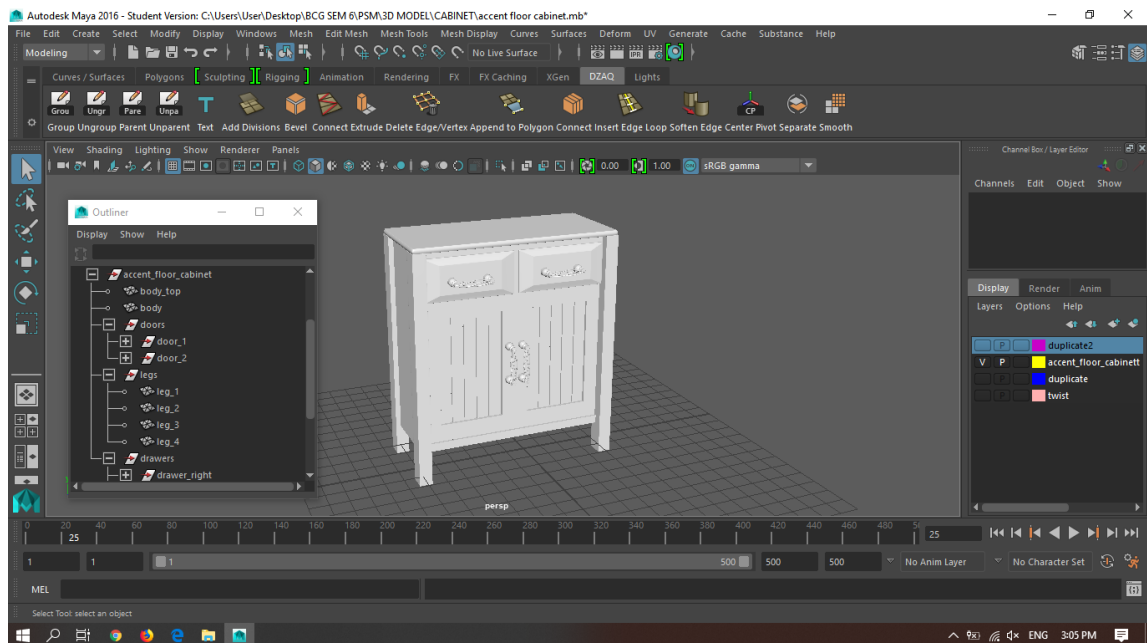 Autodesk Maya 2016 - Student Version: C:\Users\User\Desktop\BCG SEM 6\PSM\3D MODEL\CABINET\accent floor cabinet.mb*
File Edit Create Select Modify Display Windows Mesh Edit Mesh Mesh Tools Mesh Display Curves Surfaces Deform UV Generate Cache Substance Help
Modeling No Live Surface IPR
Curves / Surfaces Polygons Sculpting Rigging Animation Rendering FX FX Caching XGen DZAQ Lights
Grou Ungr Pare Unpa T CP
Group Ungroup Parent Unparent Text Add Divisions Bevel Connect Extrude Delete Edge/Vertex Append to Polygon Connect Insert Edge Loop Soften Edge Center Pivot Separate Smooth
View Shading Lighting Show Renderer Panels
0.00 1.00 sRGB gamma
Channel Box / Layer Editor
Channels Edit Object Show
Outliner
Display Show Help
accent_floor_cabinet
body_top
body
doors
door_1
door_2
legs
leg_1
leg_2
leg_3
leg_4
drawers
drawer_right
persp
Display Render Anim
Layers Options Help
P duplicate2
V P accent_floor_cabinett
P duplicate
P twist
0 20 40 60 80 100 120 140 160 180 200 220 240 260 280 300 320 340 360 380 400 420 440 460 480
25 25
1 1 1 500 500 500 No Anim Layer No Character Set
MEL
Select Tool: select an object
ENG 3:05 PM